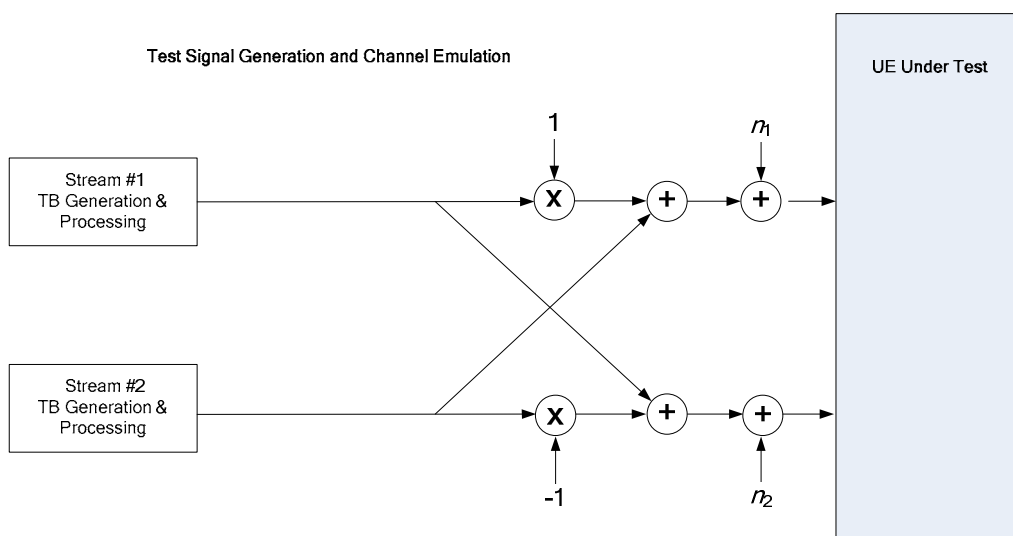 Test Signal Generation and Channel Emulation
UE Under Test
1
n1
Stream #1
TB Generation &
Processing
X
+
+
Stream #2
TB Generation &
Processing
X
+
+
-1
n2